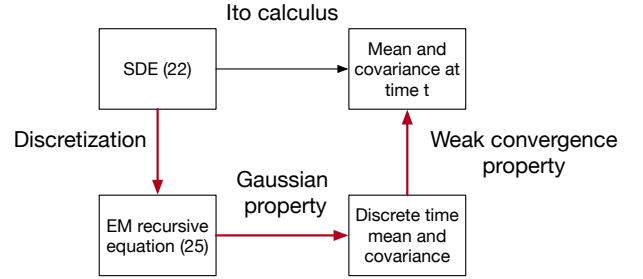 Ito calculus
SDE (22)
Mean and
covariance at
time t
Discretization
Weak convergence
property
Gaussian
property
EM recursive
equation (25)
Discrete time
mean and
covariance